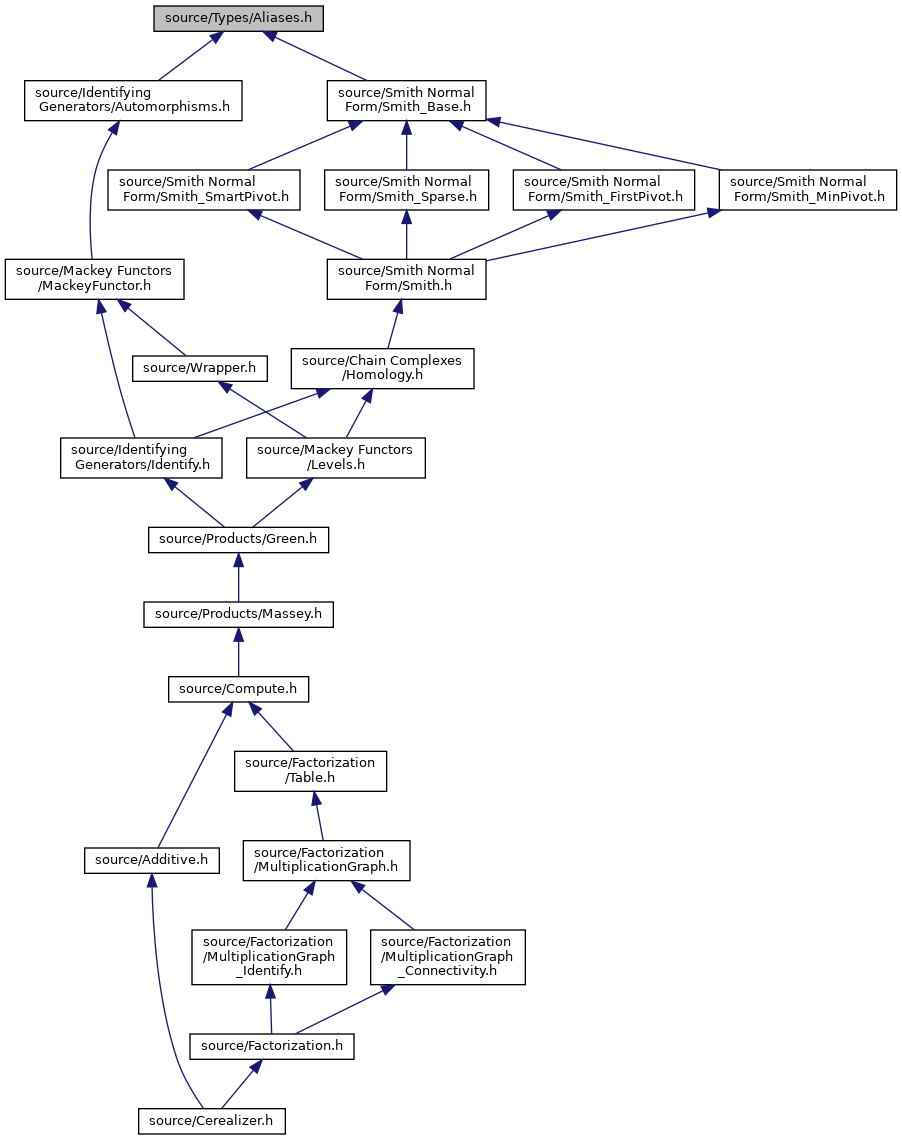 source/Types/Aliases.h
source/Identifying
Generators/Automorphisms.h
source/Smith Normal
Form/Smith_Base.h
source/Smith Normal
Form/Smith_SmartPivot.h
source/Smith Normal
Form/Smith_Sparse.h
source/Smith Normal
Form/Smith_FirstPivot.h
source/Smith Normal
Form/Smith_MinPivot.h
source/Mackey Functors
/MackeyFunctor.h
source/Smith Normal
Form/Smith.h
source/Wrapper.h
source/Chain Complexes
/Homology.h
source/Identifying
Generators/Identify.h
source/Mackey Functors
/Levels.h
source/Products/Green.h
source/Products/Massey.h
source/Compute.h
source/Factorization
/Table.h
source/Additive.h
source/Factorization
/MultiplicationGraph.h
source/Factorization
/MultiplicationGraph
_Identify.h
source/Factorization
/MultiplicationGraph
_Connectivity.h
source/Factorization.h
source/Cerealizer.h